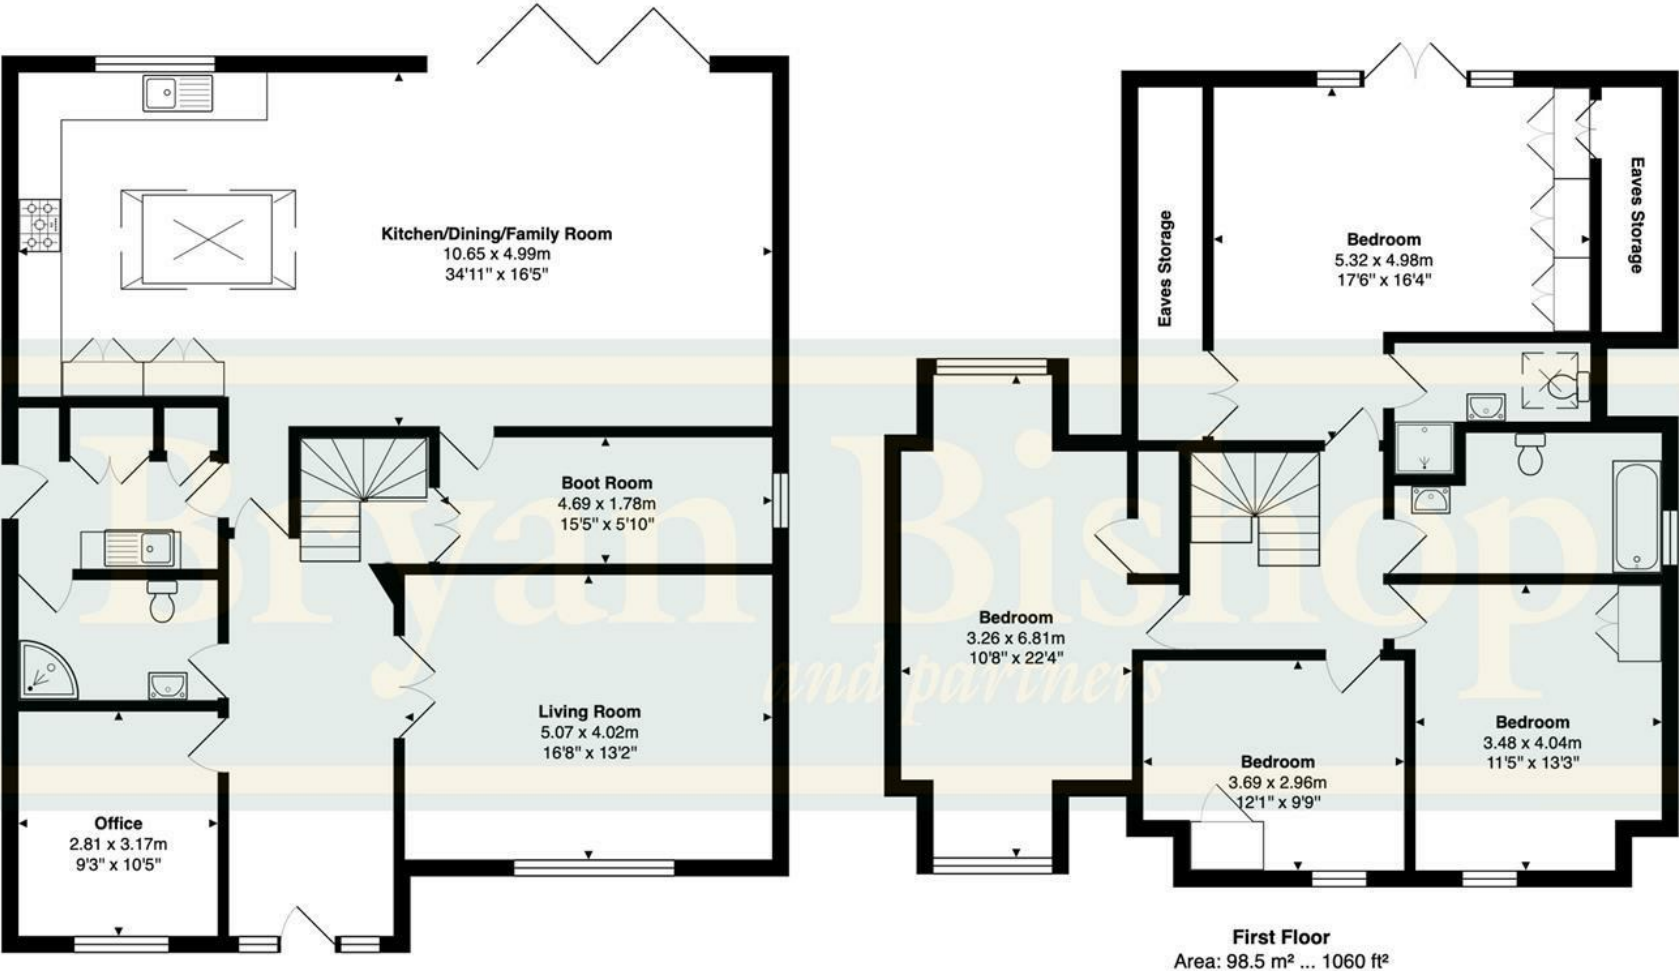 Kitchen/Dining/Family Room
10.65 x 4.99m
34'11" x 16'5"
Boot Room
4.69 x 1.78m
15'5" x 5'10"
Living Room
5.07 x 4.02m
16'8" x 13'2"
Office
2.81 x 3.17m
9'3" x 10'5"
Eaves Storage
Bedroom
5.32 x 4.98m
17'6" x 16'4"
Eaves Storage
Bedroom
3.26 x 6.81m
10'8" x 22'4"
Bedroom
3.69 x 2.96m
12'1" x 9'9"
Bedroom
3.48 x 4.04m
11'5" x 13'3"
First Floor
Area: 98.5 m² ... 1060 ft²
Bryan Bishop
and partners